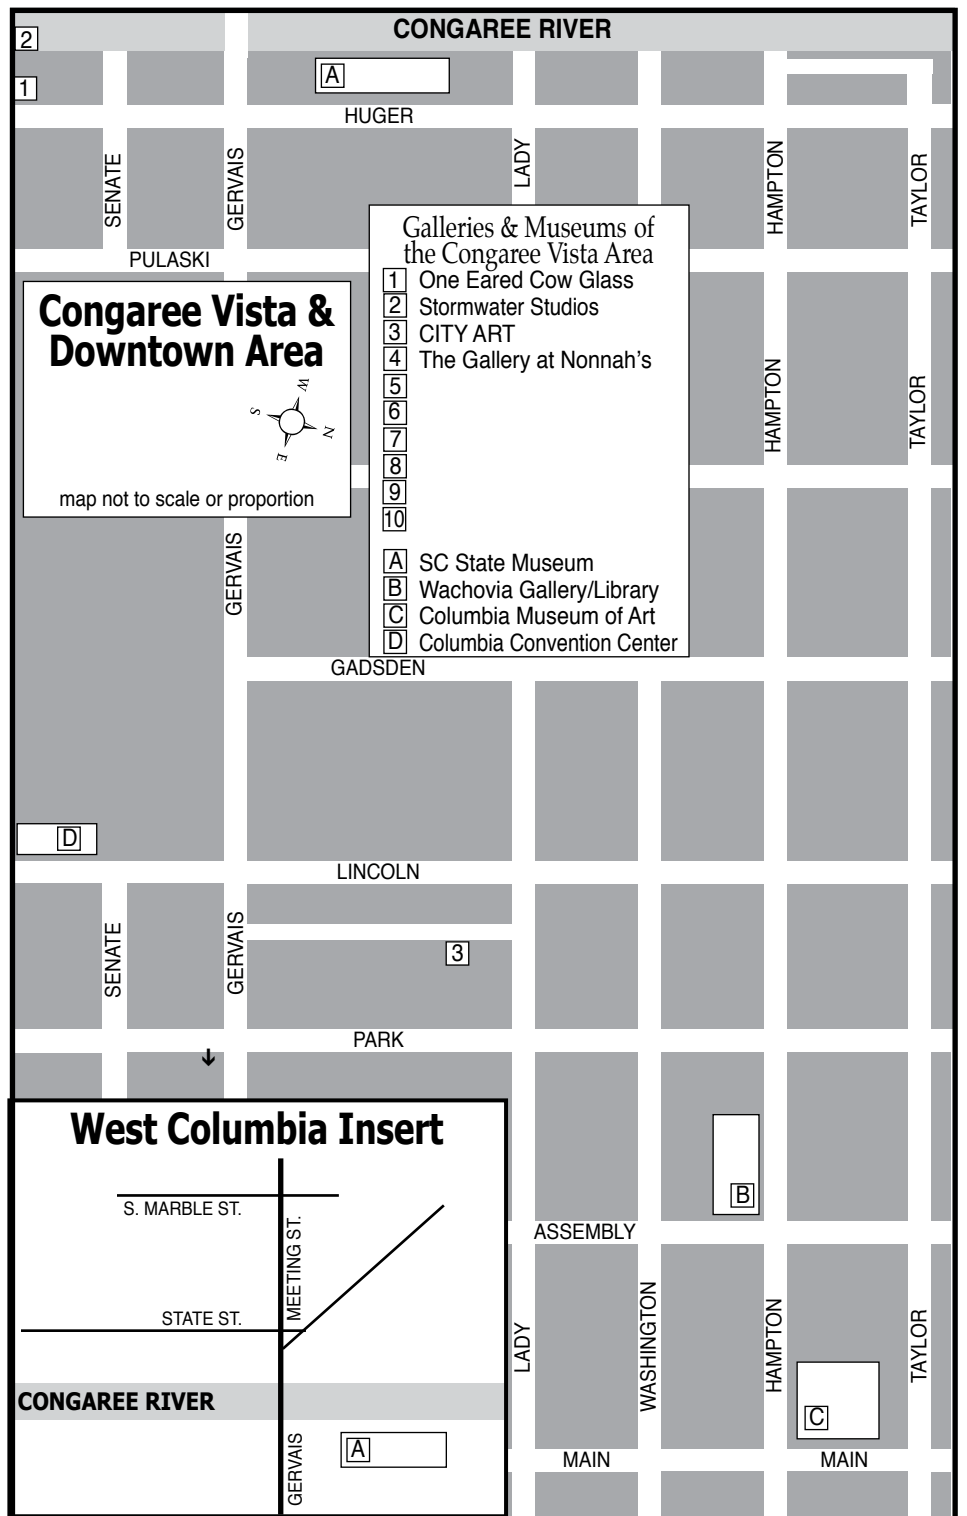 CONGAREE RIVER
2
1
A
HUGER
SENATE
GERVAIS
LADY
HAMPTON
TAYLOR
PULASKI
Galleries & Museums of
the Congaree Vista Area
1 One Eared Cow Glass
2 Stormwater Studios
3 CITY ART
4 The Gallery at Nonnah's
5
6
7
8
9
10
A SC State Museum
B Wachovia Gallery/Library
C Columbia Museum of Art
D Columbia Convention Center
Congaree Vista &
Downtown Area
W
S
N
E
map not to scale or proportion
HAMPTON
TAYLOR
GERVAIS
GADSDEN
D
LINCOLN
SENATE
GERVAIS
3
PARK
B
ASSEMBLY
LADY
WASHINGTON
HAMPTON
TAYLOR
C
MAIN
MAIN
West Columbia Insert
S. MARBLE ST.
MEETING ST.
STATE ST.
CONGAREE RIVER
GERVAIS
A